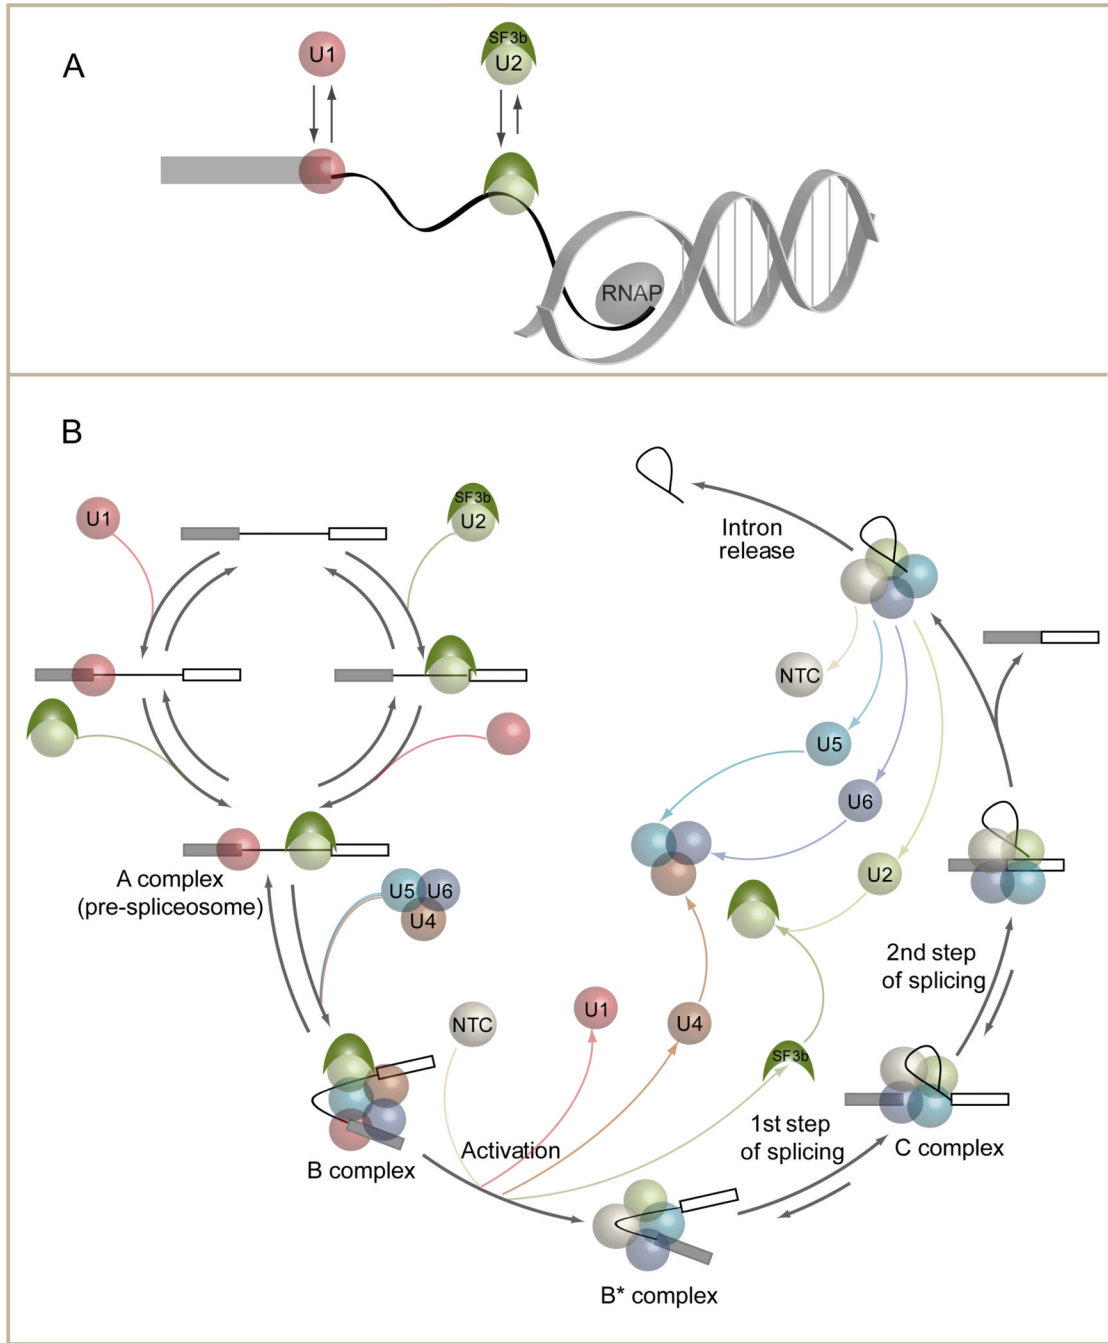 A
U1
SF3b
U2
RNAP
B
U1
SF3b
U2
Intron
release
NTC
U5
U6
U2
A complex
(pre-spliceosome)
U5 U6
U4
2nd step
of splicing
NTC
U1
U4
SF3b
Activation
1st step
of splicing
B complex
C complex
B* complex